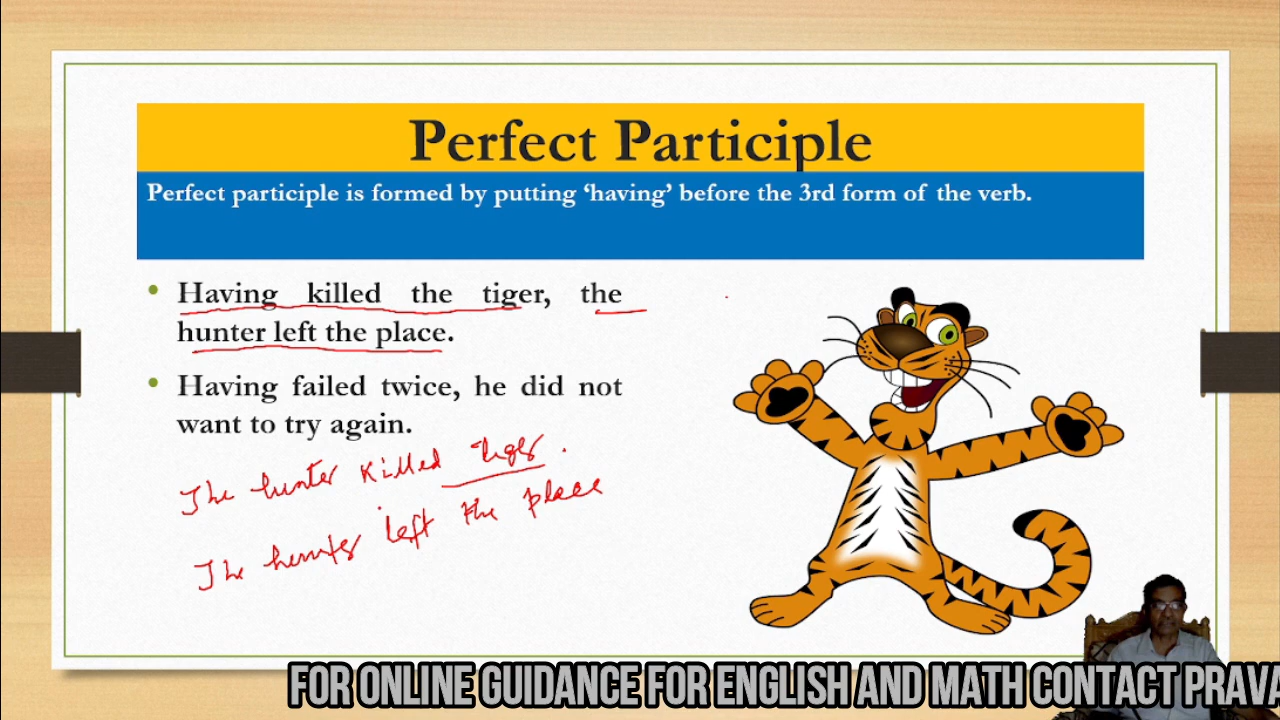 Perfect Participle
Perfect participle is formed by putting ‘having’ before the 3rd form of the verb.
• Having killed the tiger, the
hunter left the place.
• Having failed twice, he did not
want to try again.
The hunter killed tiger.
The hunter left the place
FOR ONLINE GUIDANCE FOR ENGLISH AND MATH CONTACT PRAVA